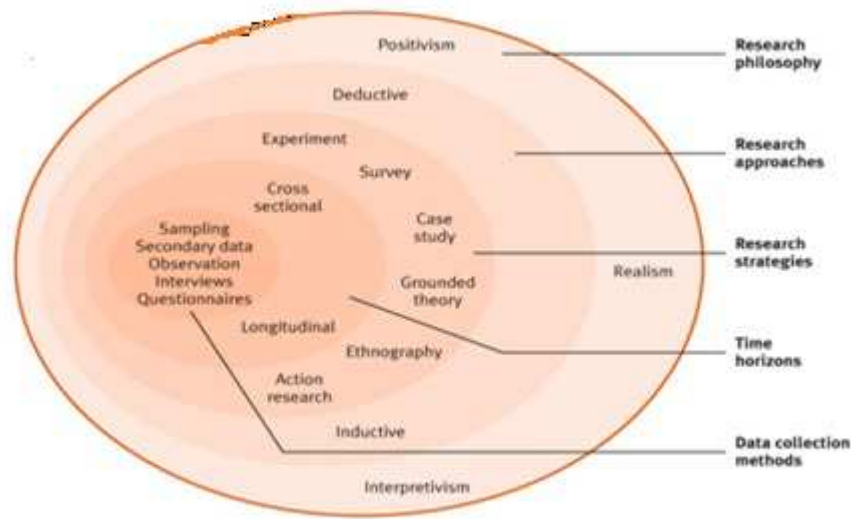 Positivism
Research
philosophy
Deductive
Experiment
Research
approaches
Survey
Cross
sectional
Case
study
Sampling
Secondary data
Observation
Interviews
Questionnaires
Research
strategies
Realism
Grounded
theory
Longitudinal
Ethnography
Time
horizons
Action
research
Inductive
Data collection
methods
Interpretivism